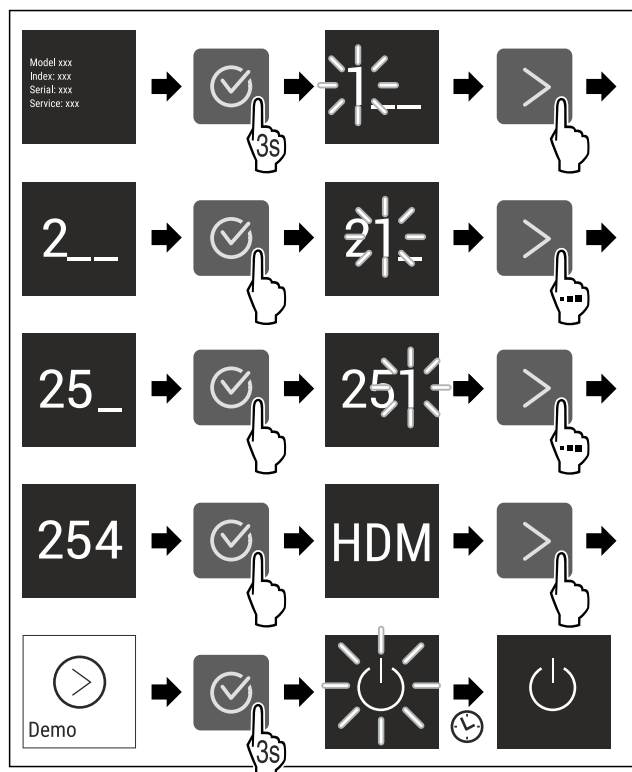 Model xxx
Index: xxx
Serial: xxx
Service: xxx
3s
1__
2__
21_
25_
251
254
HDM
Demo
3s